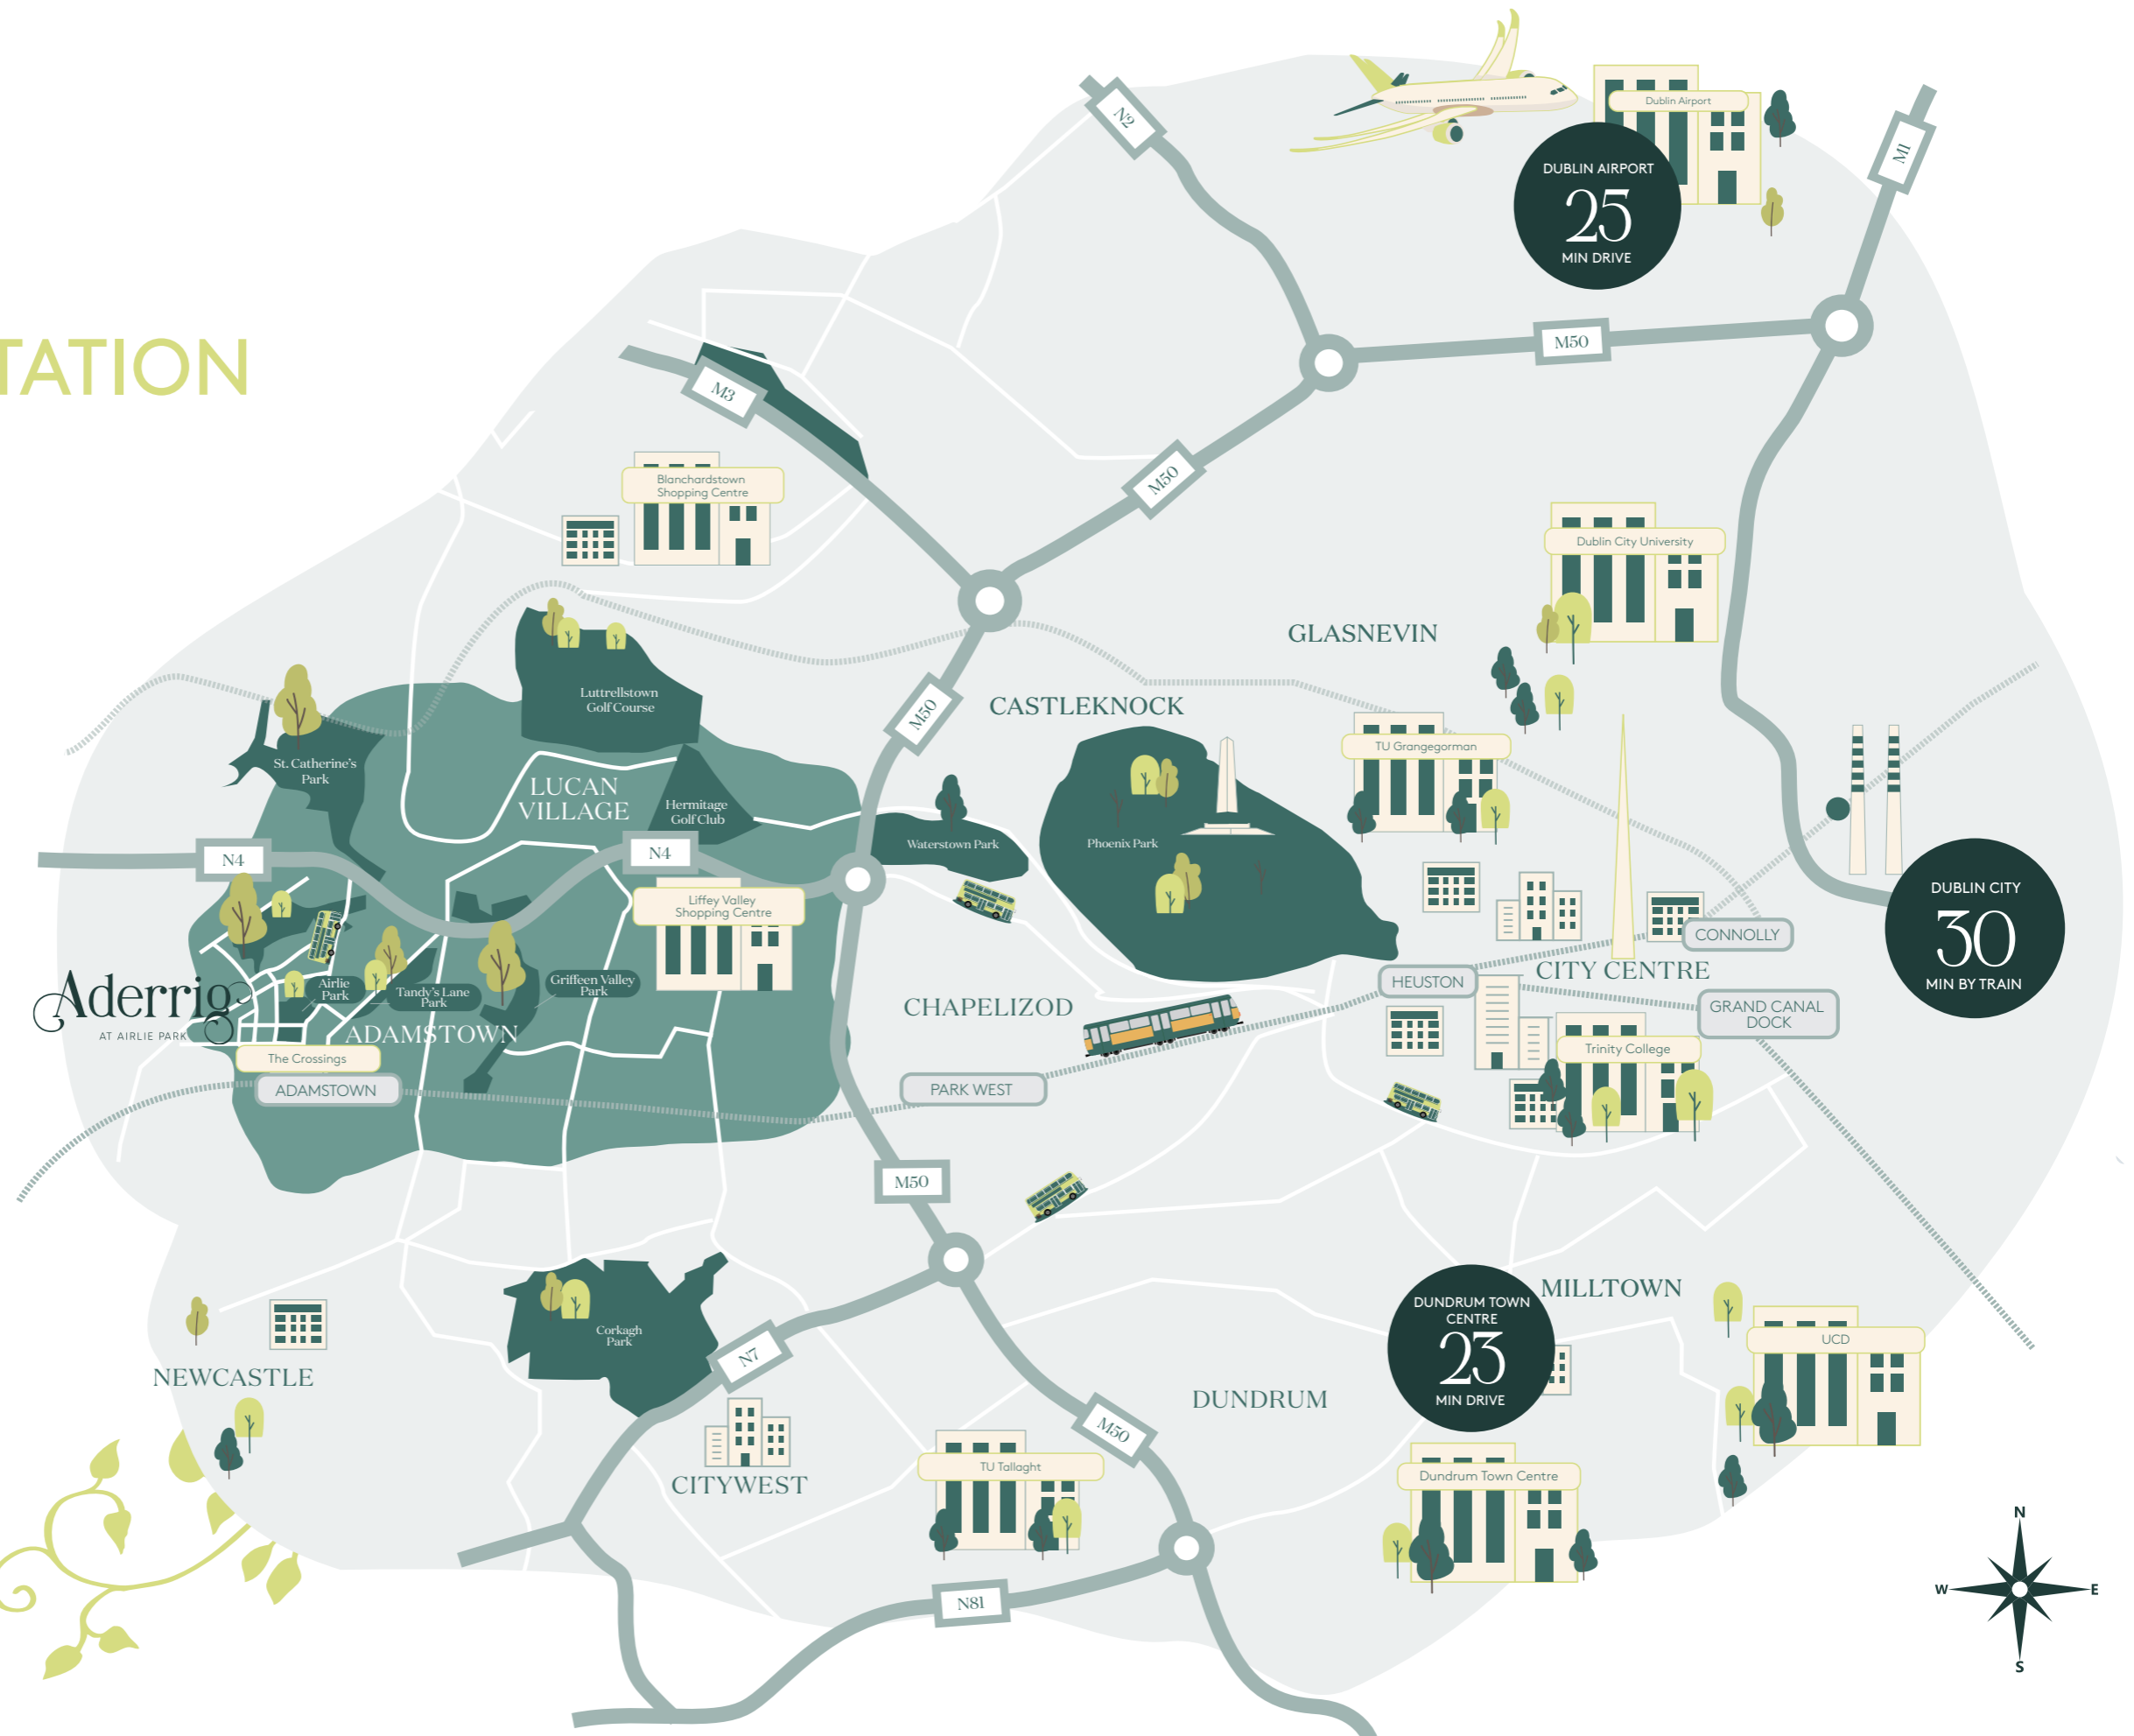 N2
Dublin Airport
DUBLIN AIRPORT
25
MIN DRIVE
M1
TATION
M50
M3
Blanchardstown
Shopping Centre
M50
Dublin City University
GLASNEVIN
Luttrellstown
Golf Course
M50
CASTLEKNOCK
TU Grangegorman
St. Catherine's
Park
LUCAN
VILLAGE
Hermitage
Golf Club
Waterstown Park
Phoenix Park
N4
N4
Liffey Valley
Shopping Centre
DUBLIN CITY
30
MIN BY TRAIN
CONNOLLY
CITY CENTRE
HEUSTON
GRAND CANAL
DOCK
Aderrig
AT AIRLIE PARK
Airlie
Park
Tandy's Lane
Park
Griffeen Valley
Park
CHAPELIZOD
ADAMSTOWN
The Crossings
ADAMSTOWN
PARK WEST
Trinity College
M50
MILLTOWN
DUNDRUM TOWN
CENTRE
23
MIN DRIVE
UCD
Corkagh
Park
N7
NEWCASTLE
DUNDRUM
M50
CITYWEST
TU Tallaght
Dundrum Town Centre
N81
N
W
E
S